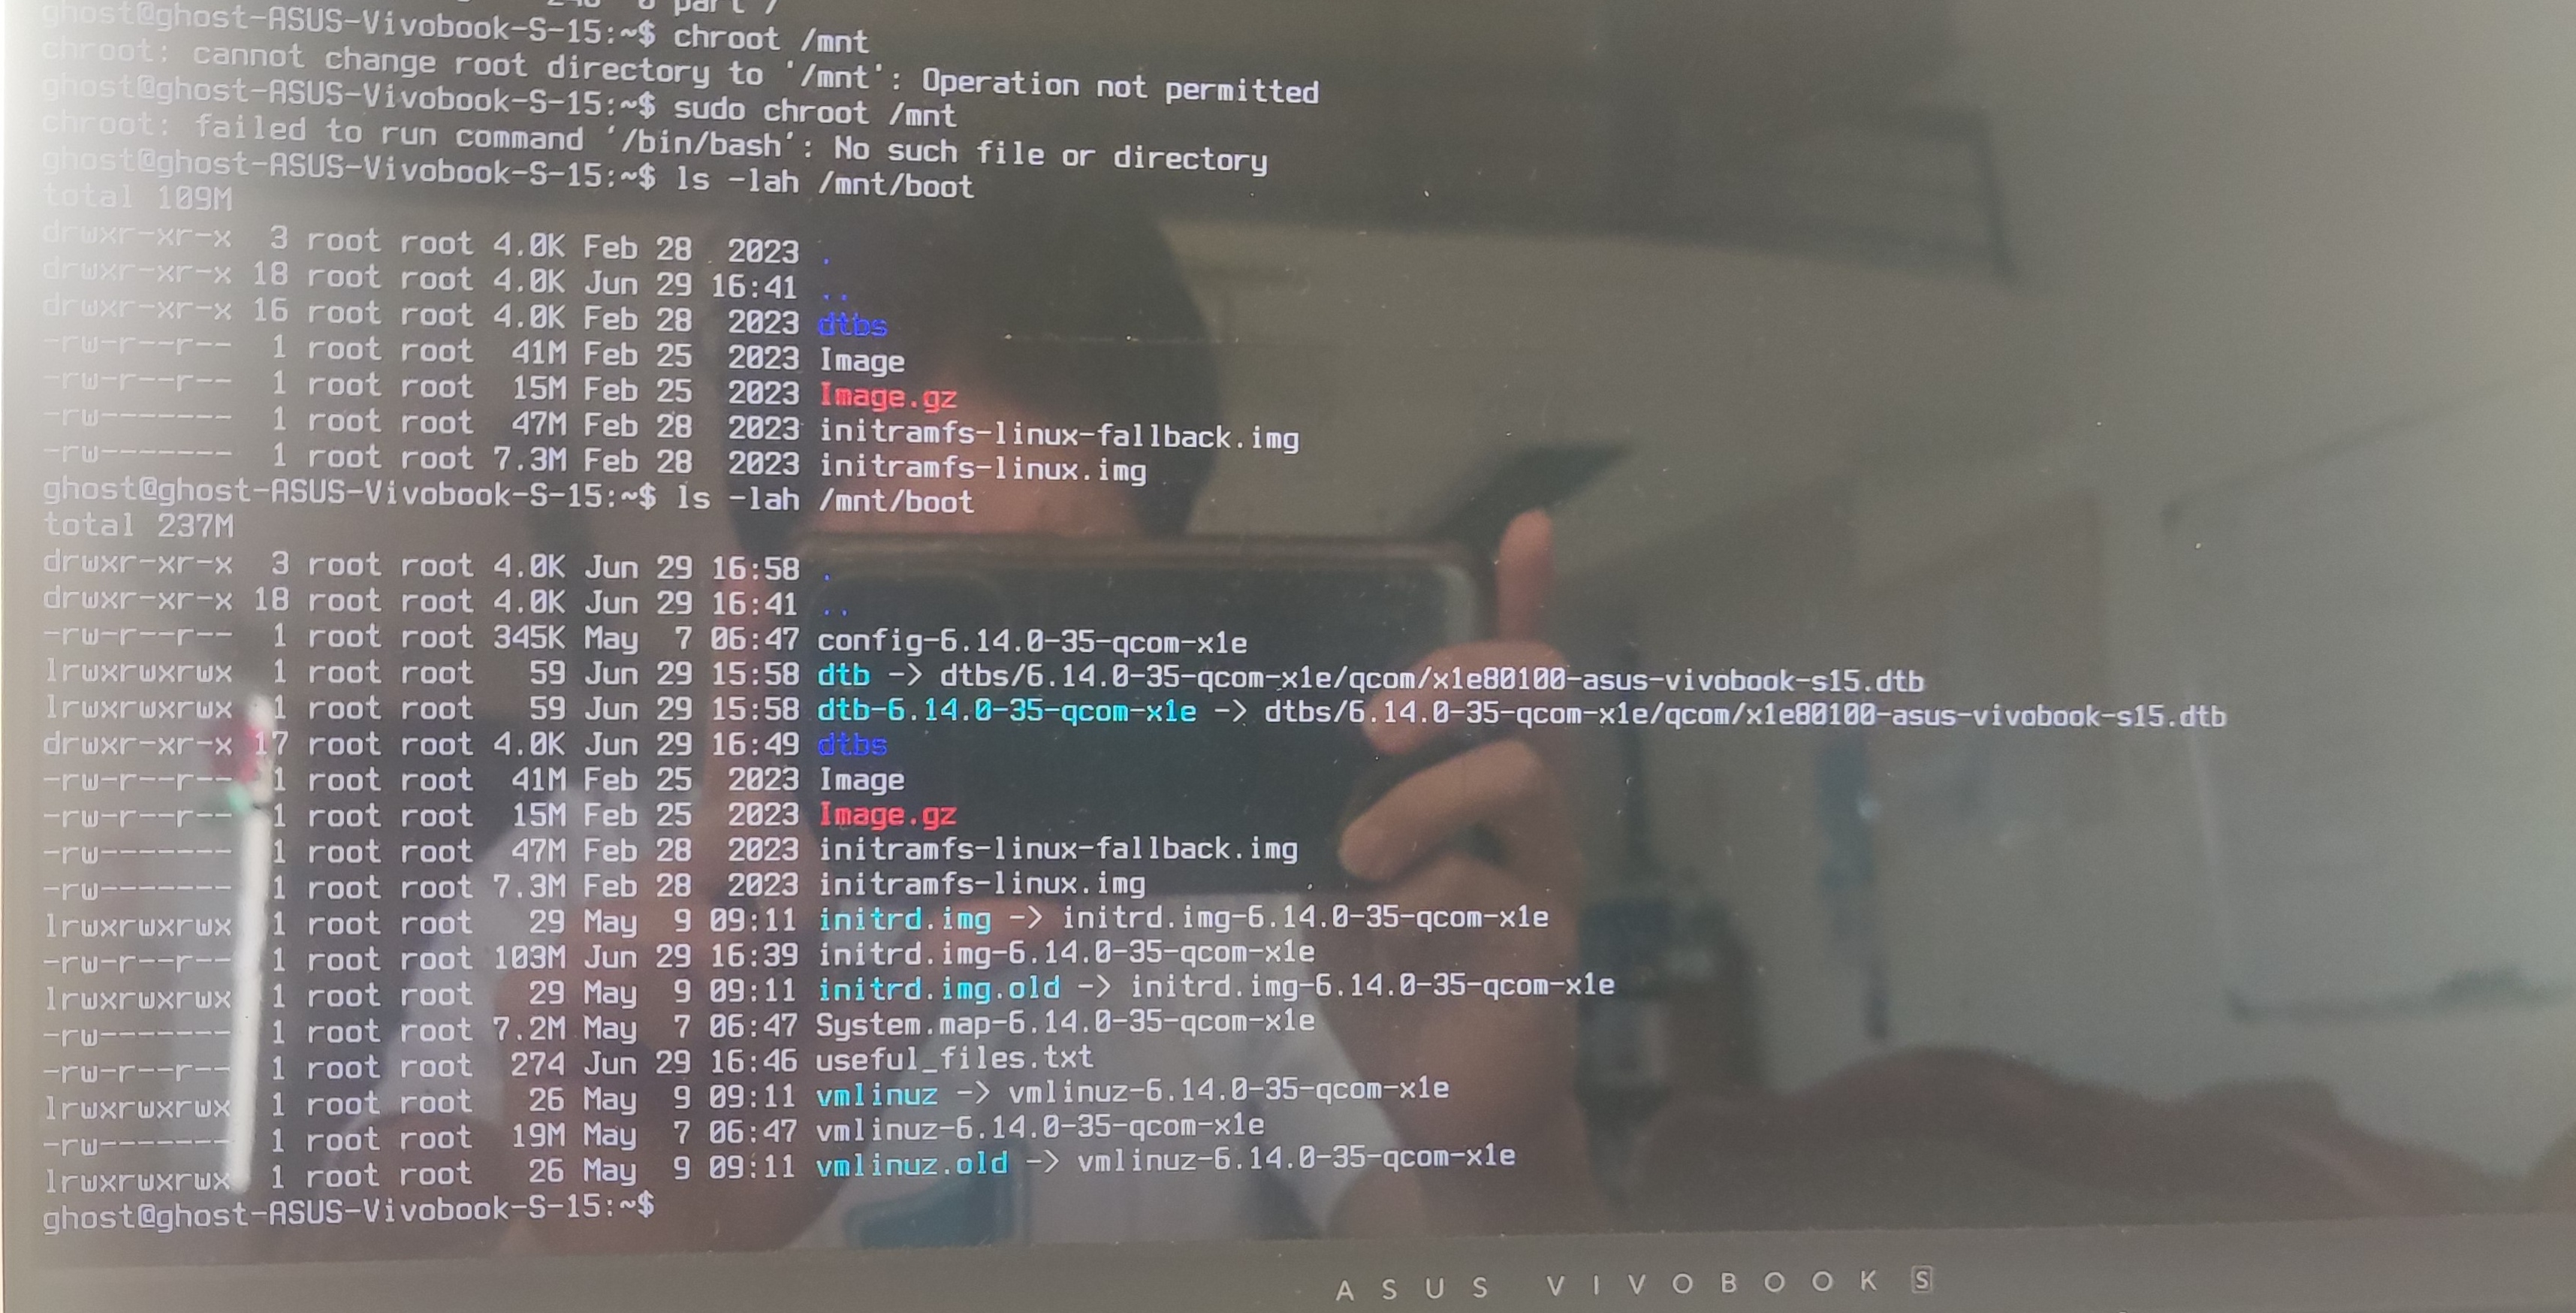 part /
ghost@ghost-ASUS-Vivobook-S-15:~$ chroot /mnt
chroot: cannot change root directory to '/mnt': Operation not permitted
ghost@ghost-ASUS-Vivobook-S-15:~$ sudo chroot /mnt
chroot: failed to run command '/bin/bash': No such file or directory
ghost@ghost-ASUS-Vivobook-S-15:~$ ls -lah /mnt/boot
total 109M
drwxr-xr-x  3 root root 4.0K Feb 28  2023 .
drwxr-xr-x 18 root root 4.0K Jun 29 16:41 ..
drwxr-xr-x 16 root root 4.0K Feb 28  2023 dtbs
-rw-r--r--  1 root root  41M Feb 25  2023 Image
-rw-r--r--  1 root root  15M Feb 25  2023 Image.gz
-rw-------  1 root root  47M Feb 28  2023 initramfs-linux-fallback.img
-rw-------  1 root root 7.3M Feb 28  2023 initramfs-linux.img
ghost@ghost-ASUS-Vivobook-S-15:~$ ls -lah /mnt/boot
total 237M
drwxr-xr-x  3 root root 4.0K Jun 29 16:58 .
drwxr-xr-x 18 root root 4.0K Jun 29 16:41 ..
-rw-r--r--  1 root root 345K May  7 06:47 config-6.14.0-35-qcom-x1e
lrwxrwxrwx  1 root root   59 Jun 29 15:58 dtb -> dtbs/6.14.0-35-qcom-x1e/qcom/x1e80100-asus-vivobook-s15.dtb
lrwxrwxrwx  1 root root   59 Jun 29 15:58 dtb-6.14.0-35-qcom-x1e -> dtbs/6.14.0-35-qcom-x1e/qcom/x1e80100-asus-vivobook-s15.dtb
drwxr-xr-x 17 root root 4.0K Jun 29 16:49 dtbs
-rw-r--r--  1 root root  41M Feb 25  2023 Image
-rw-r--r--  1 root root  15M Feb 25  2023 Image.gz
-rw-------  1 root root  47M Feb 28  2023 initramfs-linux-fallback.img
-rw-------  1 root root 7.3M Feb 28  2023 initramfs-linux.img
lrwxrwxrwx  1 root root   29 May  9 09:11 initrd.img -> initrd.img-6.14.0-35-qcom-x1e
-rw-r--r--  1 root root 103M Jun 29 16:39 initrd.img-6.14.0-35-qcom-x1e
lrwxrwxrwx  1 root root   29 May  9 09:11 initrd.img.old -> initrd.img-6.14.0-35-qcom-x1e
-rw-------  1 root root 7.2M May  7 06:47 System.map-6.14.0-35-qcom-x1e
-rw-r--r--  1 root root  274 Jun 29 16:46 useful_files.txt
lrwxrwxrwx  1 root root   26 May  9 09:11 vmlinuz -> vmlinuz-6.14.0-35-qcom-x1e
-rw-------  1 root root  19M May  7 06:47 vmlinuz-6.14.0-35-qcom-x1e
lrwxrwxrwx  1 root root   26 May  9 09:11 vmlinuz.old -> vmlinuz-6.14.0-35-qcom-x1e
ghost@ghost-ASUS-Vivobook-S-15:~$
ASUS VIVOBOOK S